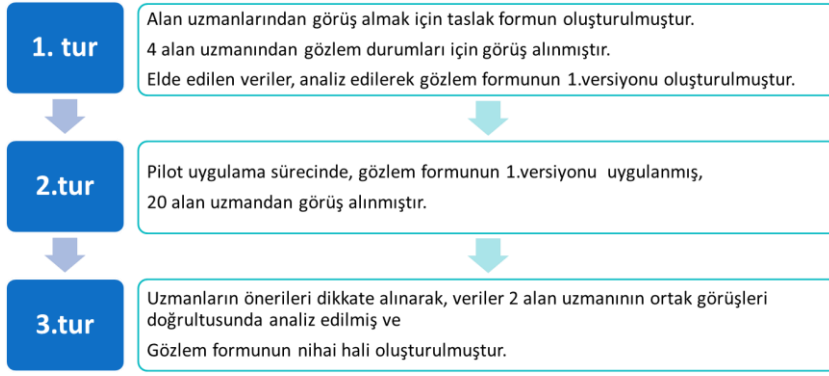 1. tur
Alan uzmanlarından görüş almak için taslak formun oluşturulmuştur.
4 alan uzmanından gözlem durumları için görüş alınmıştır.
Elde edilen veriler, analiz edilerek gözlem formunun 1.versiyonu oluşturulmuştur.
2.tur
Pilot uygulama sürecinde, gözlem formunun 1.versiyonu uygulanmış,
20 alan uzmandan görüş alınmıştır.
3.tur
Uzmanların önerileri dikkate alınarak, veriler 2 alan uzmanının ortak görüşleri
doğrultusunda analiz edilmiş ve
Gözlem formunun nihai hali oluşturulmuştur.